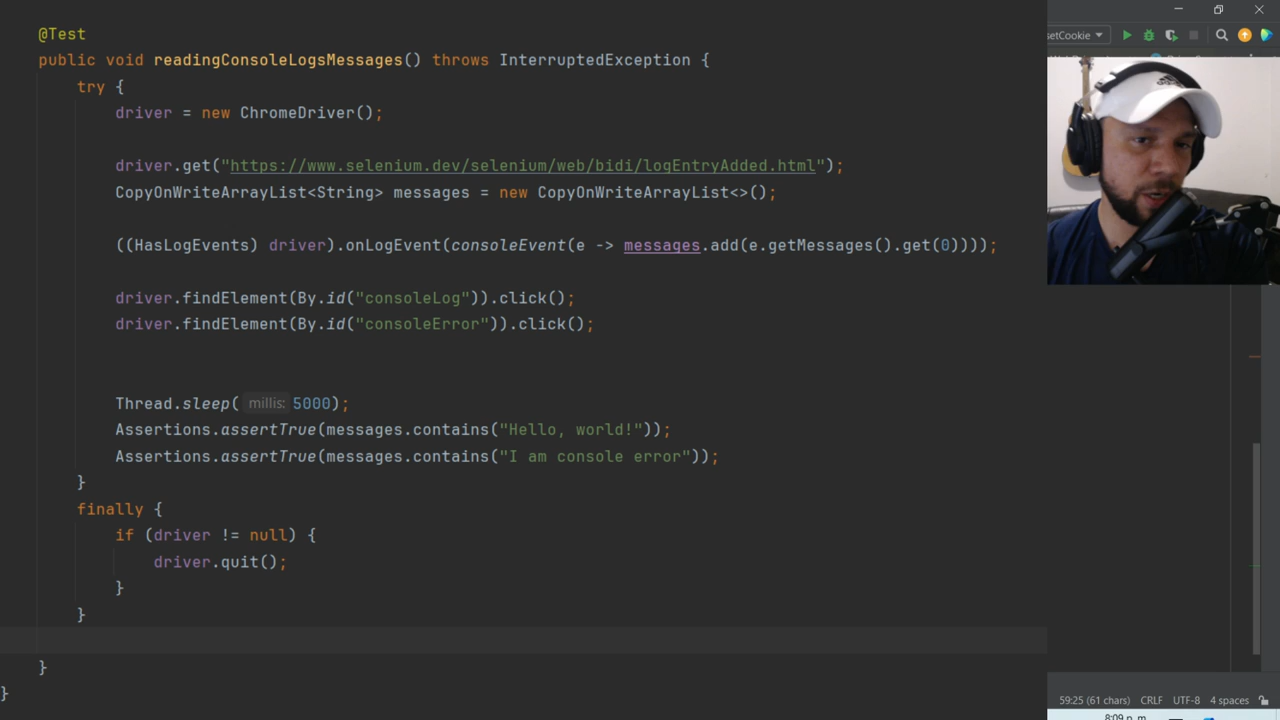 @Test
public void readingConsoleLogsMessages() throws InterruptedException {
try {
driver = new ChromeDriver();
driver.get("https://www.selenium.dev/selenium/web/bidi/logEntryAdded.html");
CopyOnWriteArrayList<String> messages = new CopyOnWriteArrayList<>();
((HasLogEvents) driver).onLogEvent(consoleEvent(e -> messages.add(e.getMessages().get(0))));
driver.findElement(By.id("consoleLog")).click();
driver.findElement(By.id("consoleError")).click();
Thread.sleep( millis: 5000);
Assertions.assertTrue(messages.contains("Hello, world!"));
Assertions.assertTrue(messages.contains("I am console error"));
}
finally {
if (driver != null) {
driver.quit();
}
}
}
}
etCookie
59:25 (61 chars) CRLF UTF-8 4 spaces
8:09 p. m.